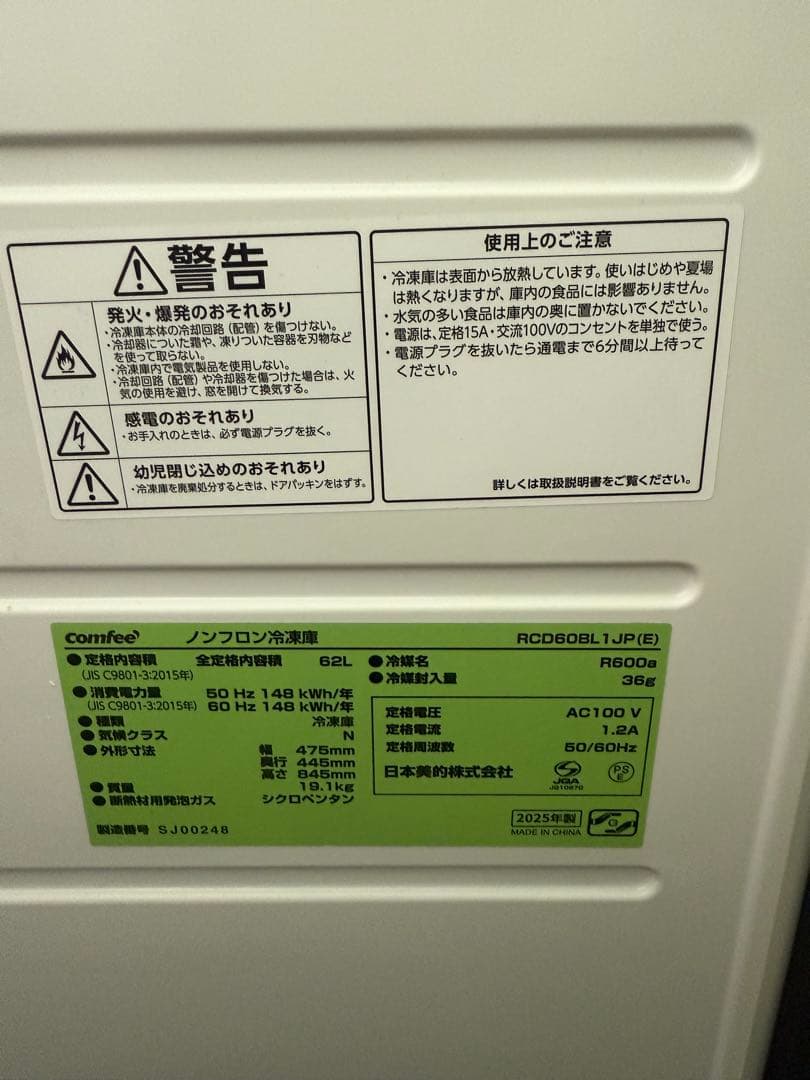 警告
発火・爆発のおそれあり
・冷凍庫本体の冷却回路（配管）を傷つけない。
・冷却器についた霜や、凍りついた容器を刃物など
を使って取らない。
・冷凍庫内で電気製品を使用しない。
・冷却回路（配管）や冷却器を傷つけた場合は、火
気の使用を避け、窓を開けて換気する。
感電のおそれあり
・お手入れのときは、必ず電源プラグを抜く。
幼児閉じ込めのおそれあり
・冷凍庫を廃棄処分するときは、ドアパッキンをはずす。
使用上のご注意
・冷凍庫は表面から放熱しています。使いはじめや夏場
は熱くなりますが、庫内の食品には影響ありません。
・水気の多い食品は庫内の奥に置かないでください。
・電源は、定格15A・交流100Vのコンセントを単独で使う。
・電源プラグを抜いたら通電まで6分間以上待って
ください。
詳しくは取扱説明書をご覧ください。
comfee' ノンフロン冷凍庫 RCD60BL1JP(E)
●定格内容積 全定格内容積 62L
(JIS C9801-3:2015年)
●消費電力量 50 Hz 148 kWh/年
(JIS C9801-3:2015年) 60 Hz 148 kWh/年
●種類 冷凍庫
●気候クラス N
●外形寸法 幅 475mm
奥行 445mm
高さ 845mm
●質量 19.1kg
●断熱材用発泡ガス シクロペンタン
製造番号 SJ00248
●冷媒名 R600a
●冷媒封入量 36g
定格電圧 AC100 V
定格電流 1.2A
定格周波数 50/60Hz
日本美的株式会社
JQA
JQ10870
PS
E
2025年製
MADE IN CHINA
G